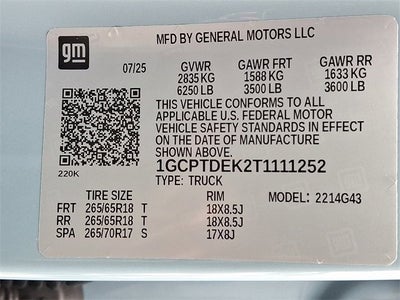 gm
MFD BY GENERAL MOTORS LLC
07/25 GVWR GAWR FRT GAWR RR
2835 KG 1588 KG 1633 KG
6250 LB 3500 LB 3600 LB
THIS VEHICLE CONFORMS TO ALL
APPLICABLE U.S. FEDERAL MOTOR
VEHICLE SAFETY STANDARDS IN EFFECT
ON THE DATE OF MANUFACTURE
SHOWN ABOVE.
220K
1GCPTDEK2T1111252
TYPE: TRUCK
TIRE SIZE RIM MODEL: 2214G43
FRT 265/65R18 T 18X8.5J
RR 265/65R18 T 18X8.5J
SPA 265/70R17 S 17X8J